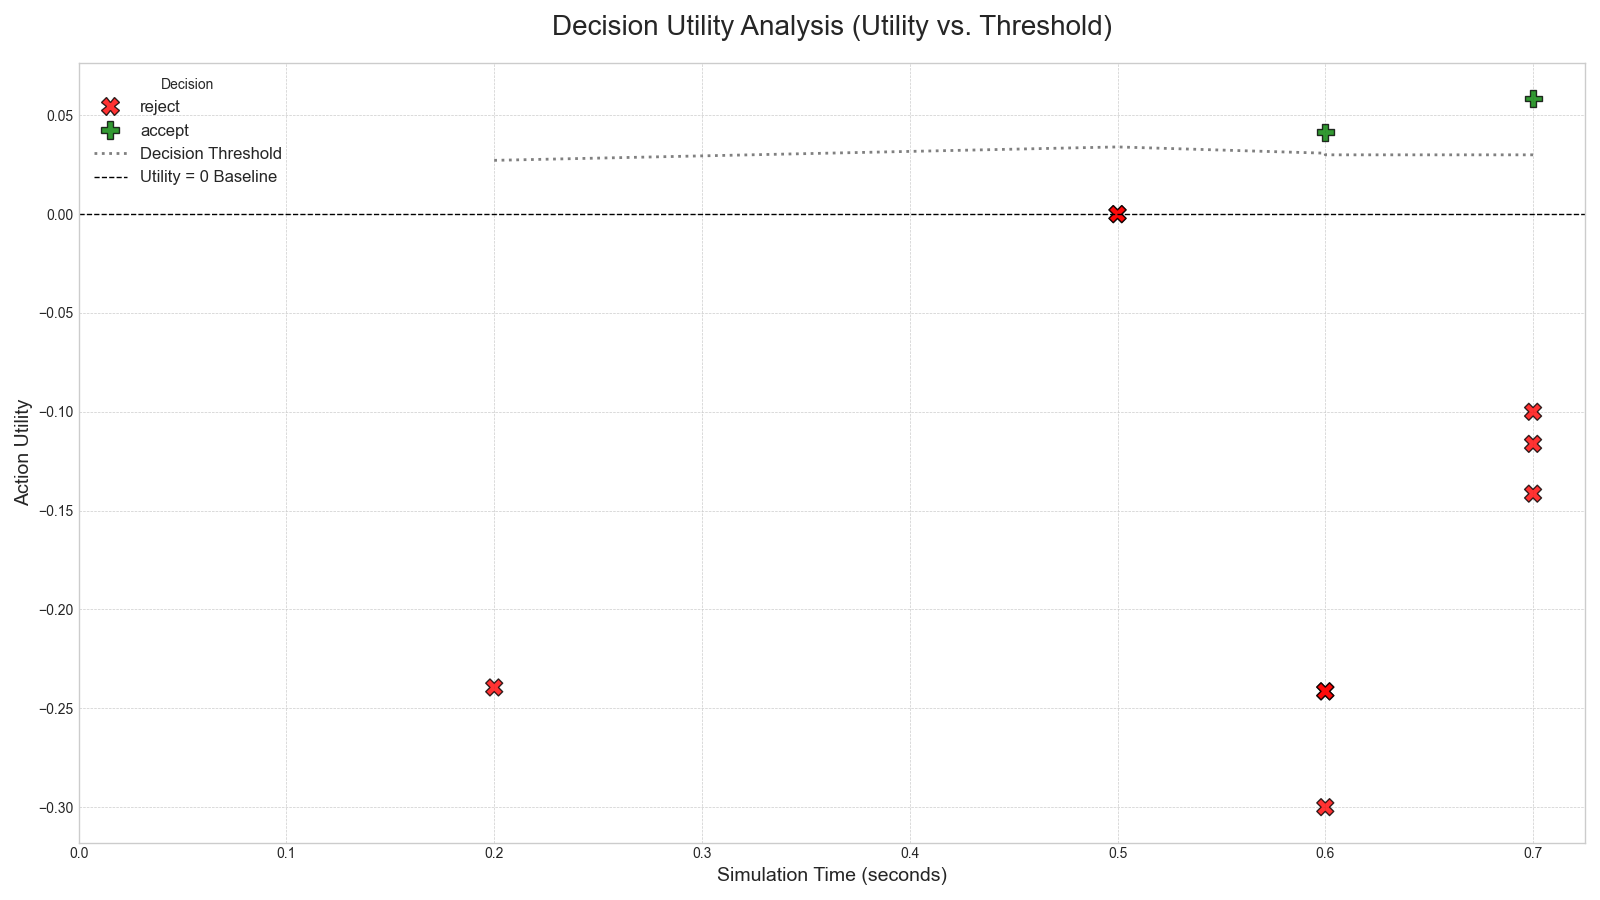 Decision Utility Analysis (Utility vs. Threshold)
Decision
reject
accept
Decision Threshold
Utility = 0 Baseline
Action Utility
0.05
0.00
−0.05
−0.10
−0.15
−0.20
−0.25
−0.30
0.0 0.1 0.2 0.3 0.4 0.5 0.6 0.7
Simulation Time (seconds)